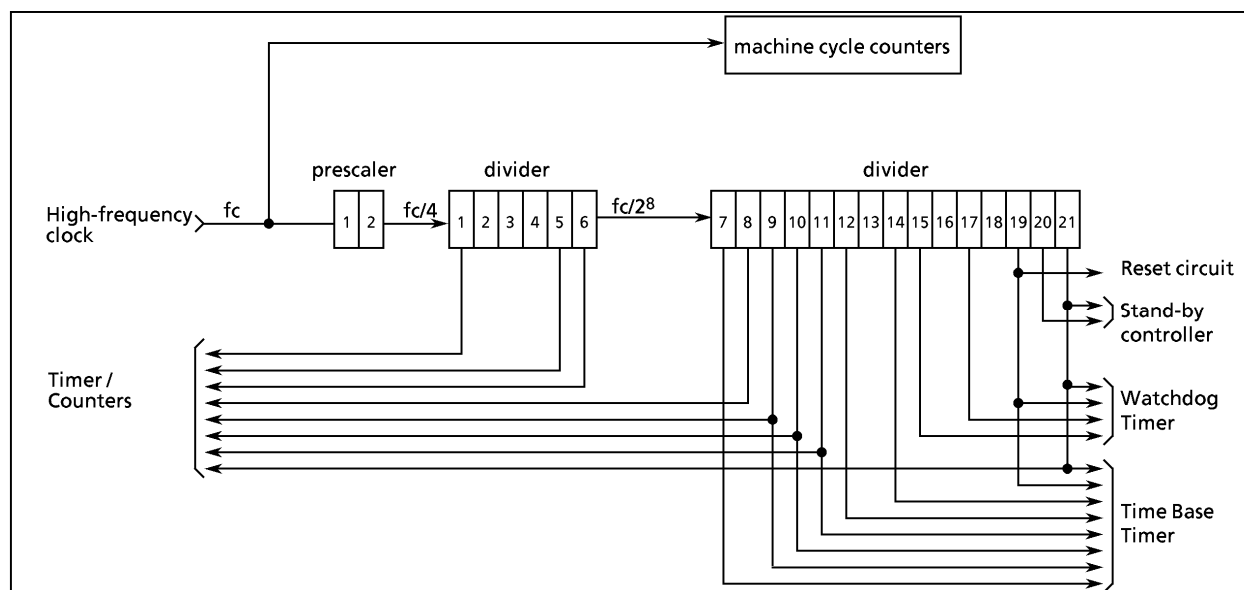 machine cycle counters
prescaler
divider
divider
High-frequency
clock
fc
1 2
fc/4
1 2 3 4 5 6
fc/2⁸
7 8 9 10 11 12 13 14 15 16 17 18 19 20 21
Reset circuit
Stand-by
controller
Timer /
Counters
Watchdog
Timer
Time Base
Timer